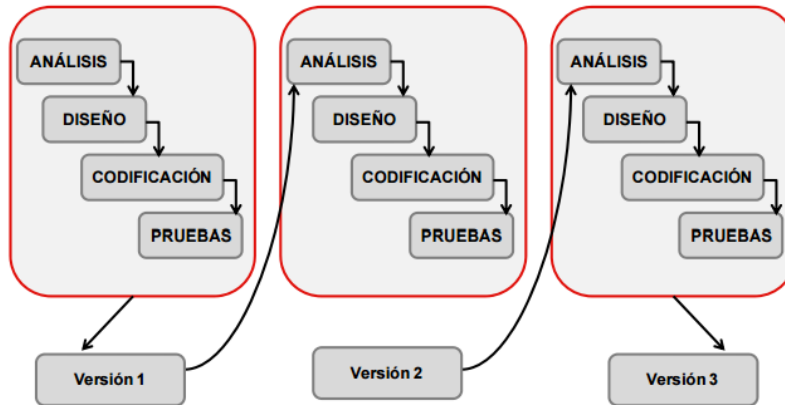 ANÁLISIS
DISEÑO
CODIFICACIÓN
PRUEBAS
ANÁLISIS
DISEÑO
CODIFICACIÓN
PRUEBAS
ANÁLISIS
DISEÑO
CODIFICACIÓN
PRUEBAS
Versión 1
Versión 2
Versión 3